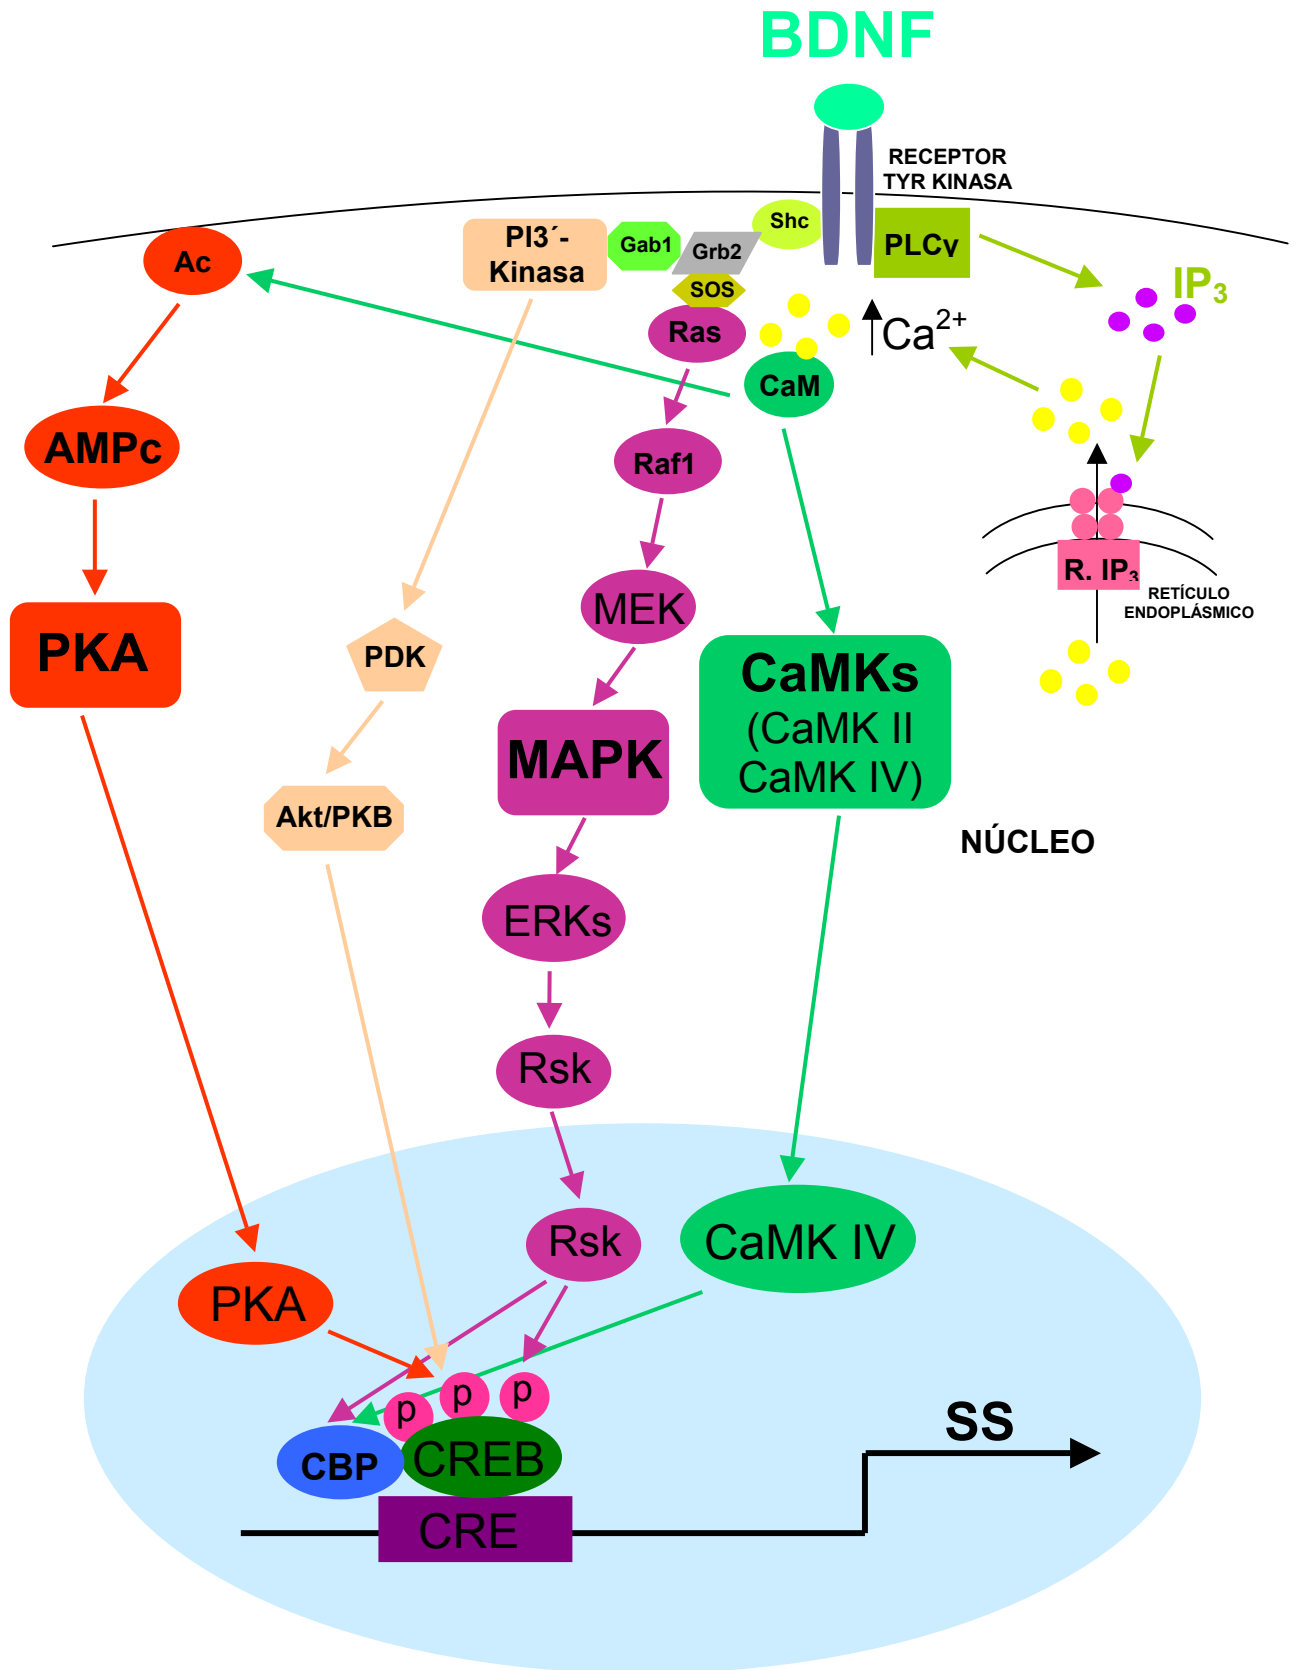 BDNF
RECEPTOR
TYR KINASA
Shc
PI3´-
Kinasa
Gab1
Grb2
PLCγ
Ac
SOS
IP3
Ras
Ca2+
CaM
AMPc
Raf1
R. IP3
RETÍCULO
ENDOPLÁSMICO
MEK
PKA
PDK
CaMKs
(CaMK II
CaMK IV)
MAPK
Akt/PKB
NÚCLEO
ERKs
Rsk
Rsk
CaMK IV
PKA
p
p
p
SS
CBP
CREB
CRE